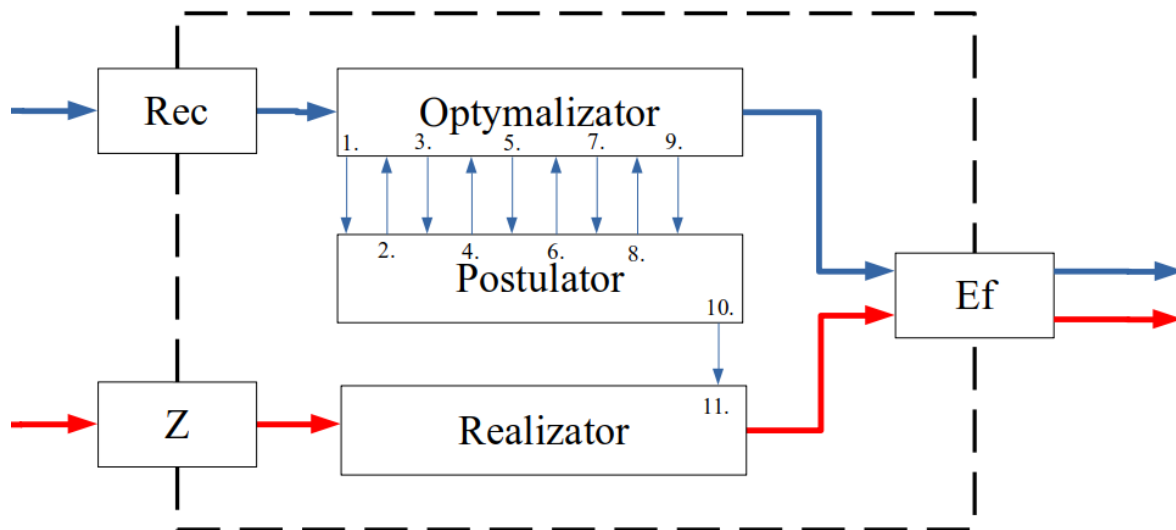 Rec
Optymalizator
1. 3. 5. 7. 9.
2. 4. 6. 8.
Postulator
10.
Ef
Z
11.
Realizator